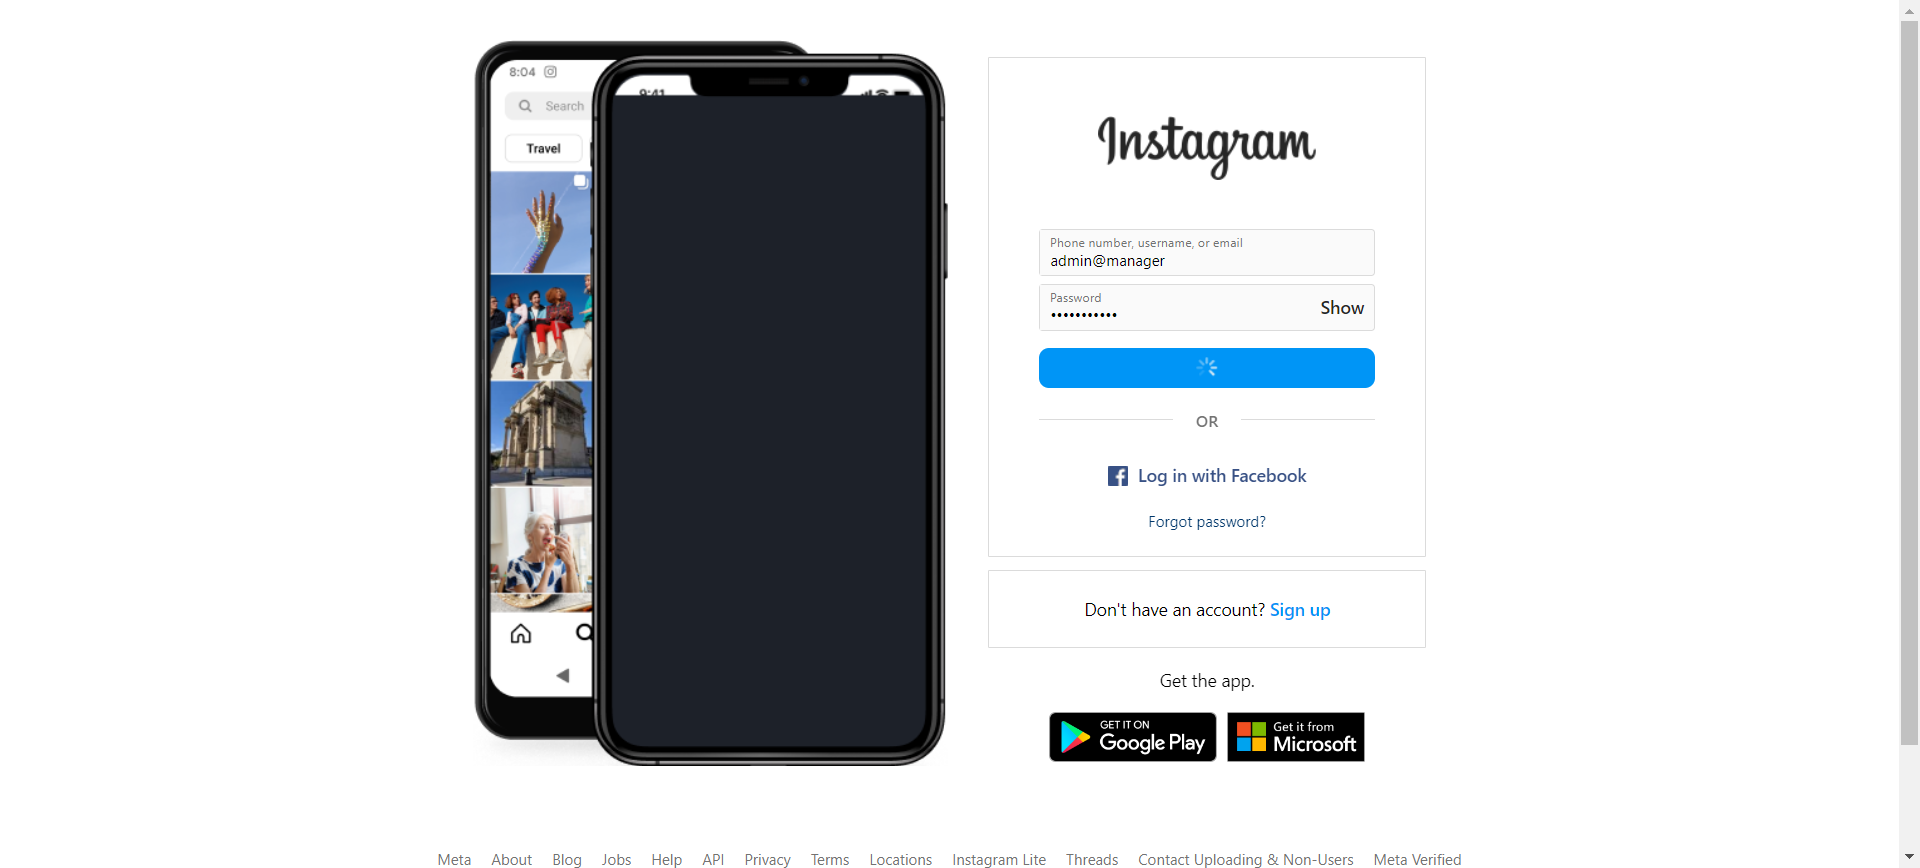 8:04
Search
Travel
9:41
Instagram
Phone number, username, or email
admin@manager
Password
•••••••••••
Show
OR
Log in with Facebook
Forgot password?
Don't have an account? Sign up
Get the app.
GET IT ON
Google Play
Get it from
Microsoft
Meta About Blog Jobs Help API Privacy Terms Locations Instagram Lite Threads Contact Uploading & Non-Users Meta Verified